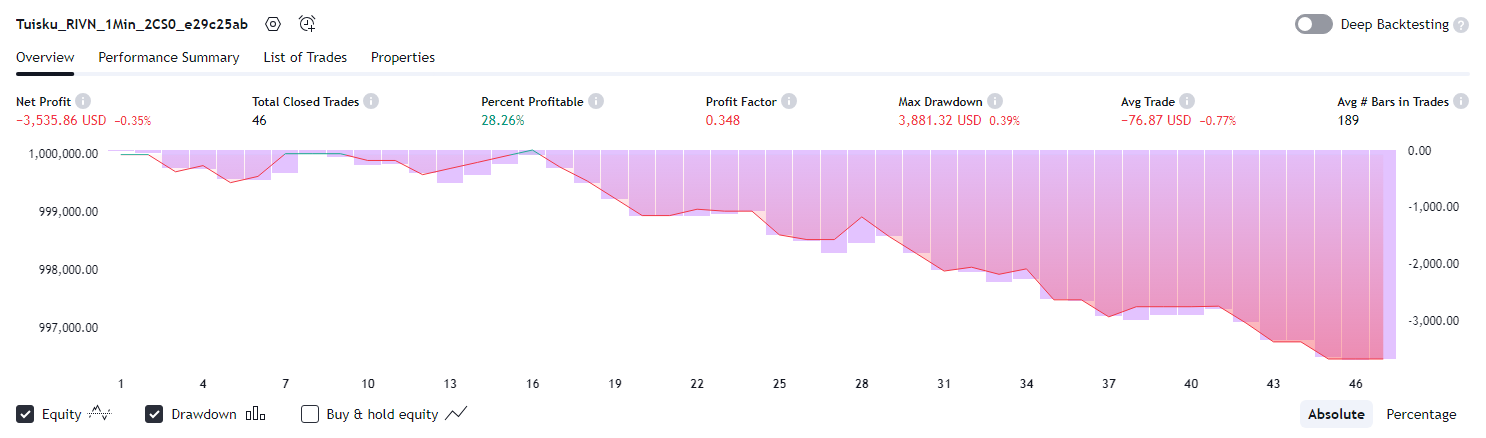 Tuisku_RIVN_1Min_2CS0_e29c25ab
Deep Backtesting ?
Overview Performance Summary List of Trades Properties
Net Profit i Total Closed Trades i Percent Profitable i Profit Factor i Max Drawdown i Avg Trade i Avg # Bars in Trades i
−3,535.86 USD −0.35% 46 28.26% 0.348 3,881.32 USD 0.39% −76.87 USD −0.77% 189
1,000,000.00 0.00
999,000.00 -1,000.00
998,000.00 -2,000.00
997,000.00 -3,000.00
1 4 7 10 13 16 19 22 25 28 31 34 37 40 43 46
Equity Drawdown Buy & hold equity Absolute Percentage